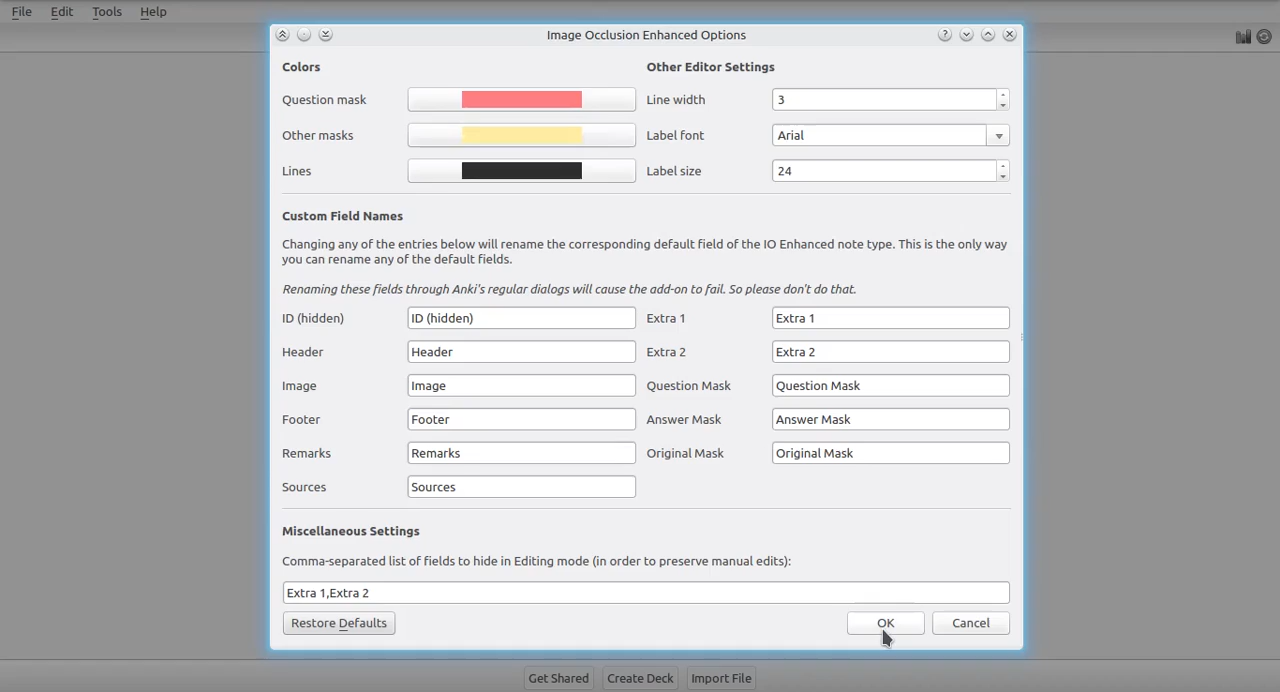 File Edit Tools Help
Image Occlusion Enhanced Options
Colors
Other Editor Settings
Question mask
Line width 3
Other masks
Label font Arial
Lines
Label size 24
Custom Field Names
Changing any of the entries below will rename the corresponding default field of the IO Enhanced note type. This is the only way
you can rename any of the default fields.
Renaming these fields through Anki's regular dialogs will cause the add-on to fail. So please don't do that.
ID (hidden) ID (hidden) Extra 1 Extra 1
Header Header Extra 2 Extra 2
Image Image Question Mask Question Mask
Footer Footer Answer Mask Answer Mask
Remarks Remarks Original Mask Original Mask
Sources Sources
Miscellaneous Settings
Comma-separated list of fields to hide in Editing mode (in order to preserve manual edits):
Extra 1,Extra 2
Restore Defaults OK Cancel
Get Shared Create Deck Import File